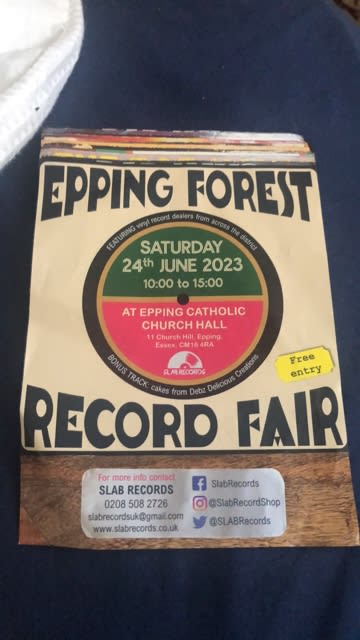 EPPING FOREST
FEATURING vinyl record dealers from across the district
SATURDAY
24th JUNE 2023
10:00 to 15:00
AT EPPING CATHOLIC
CHURCH HALL
11 Church Hill, Epping,
Essex, CM16 4RA
SLAB RECORDS
BONUS TRACK: cakes from Debz Delicious Creations
Free
entry
RECORD FAIR
For more info contact
SLAB RECORDS
0208 508 2726
slabrecordsuk@gmail.com
www.slabrecords.co.uk
SlabRecords
@SlabRecordShop
@SLABRecords